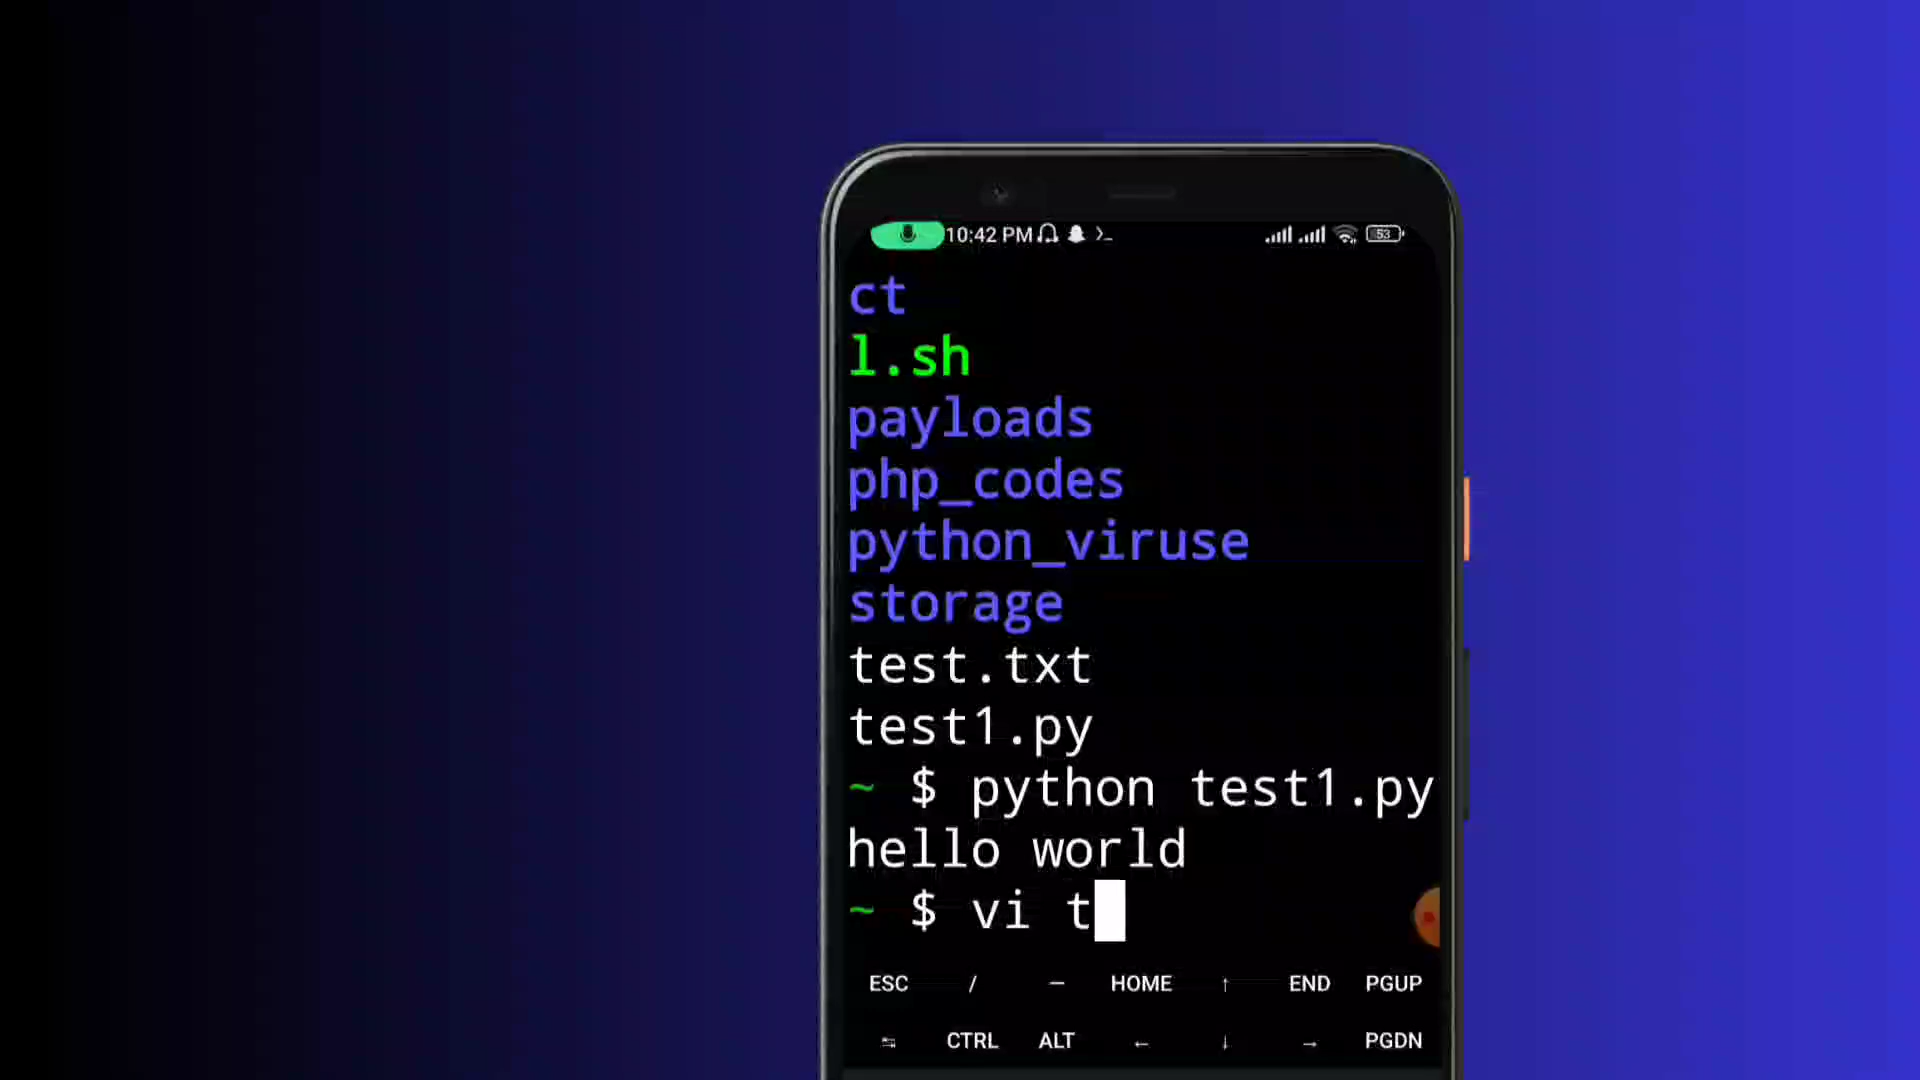 10:42 PM 53
ct
l.sh
payloads
php_codes
python_viruse
storage
test.txt
test1.py
~ $ python test1.py
hello world
~ $ vi t
ESC / — HOME ↑ END PGUP
↹ CTRL ALT ← ↓ → PGDN